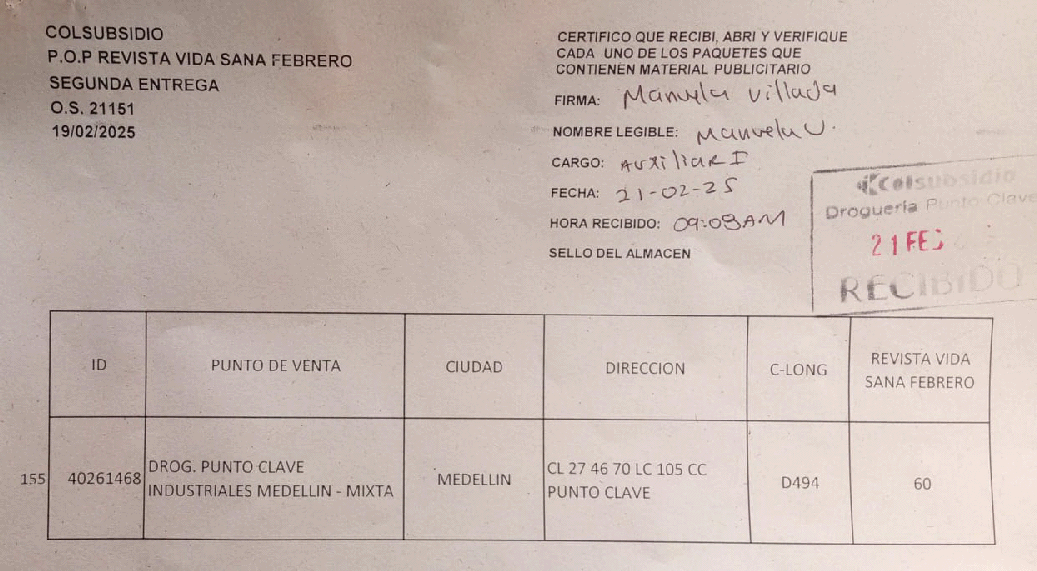 COLSUBSIDIO
P.O.P REVISTA VIDA SANA FEBRERO
SEGUNDA ENTREGA
O.S. 21151
19/02/2025
CERTIFICO QUE RECIBI, ABRI Y VERIFIQUE
CADA UNO DE LOS PAQUETES QUE
CONTIENEN MATERIAL PUBLICITARIO
FIRMA: Manuela Villada
NOMBRE LEGIBLE: Manuela V.
CARGO: AUXiliAR I
FECHA: 21-02-25
HORA RECIBIDO: 09:08AM
SELLO DEL ALMACEN
Colsubsidio
Droguería Punto Clave
21 FEB
RECIBIDO
ID PUNTO DE VENTA CIUDAD DIRECCION C-LONG REVISTA VIDA
SANA FEBRERO
155 40261468 DROG. PUNTO CLAVE
INDUSTRIALES MEDELLIN - MIXTA
MEDELLIN
CL 27 46 70 LC 105 CC
PUNTO CLAVE
D494
60